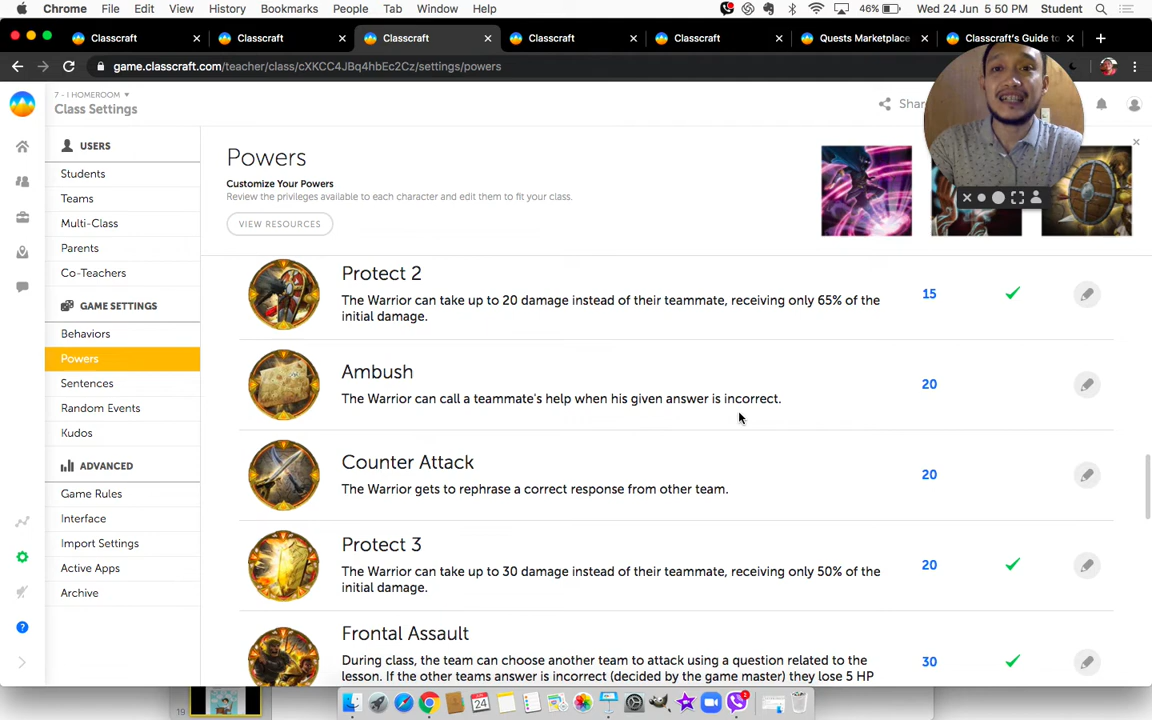 Chrome File Edit View History Bookmarks People Tab Window Help
46% Wed 24 Jun 5:50 PM Student
Classcraft Classcraft Classcraft Classcraft Classcraft Quests Marketplace Classcraft's Guide to
game.classcraft.com/teacher/class/cXKCC4JBq4hbEc2Cz/settings/powers
7 - I HOMEROOM
Class Settings
Shar
USERS
Students
Teams
Multi-Class
Parents
Co-Teachers
GAME SETTINGS
Behaviors
Powers
Sentences
Random Events
Kudos
ADVANCED
Game Rules
Interface
Import Settings
Active Apps
Archive
Powers
Customize Your Powers
Review the privileges available to each character and edit them to fit your class.
VIEW RESOURCES
Protect 2
The Warrior can take up to 20 damage instead of their teammate, receiving only 65% of the
initial damage.
15
Ambush
The Warrior can call a teammate's help when his given answer is incorrect.
20
Counter Attack
The Warrior gets to rephrase a correct response from other team.
20
Protect 3
The Warrior can take up to 30 damage instead of their teammate, receiving only 50% of the
initial damage.
20
Frontal Assault
During class, the team can choose another team to attack using a question related to the
lesson. If the other teams answer is incorrect (decided by the game master) they lose 5 HP
30
19
24